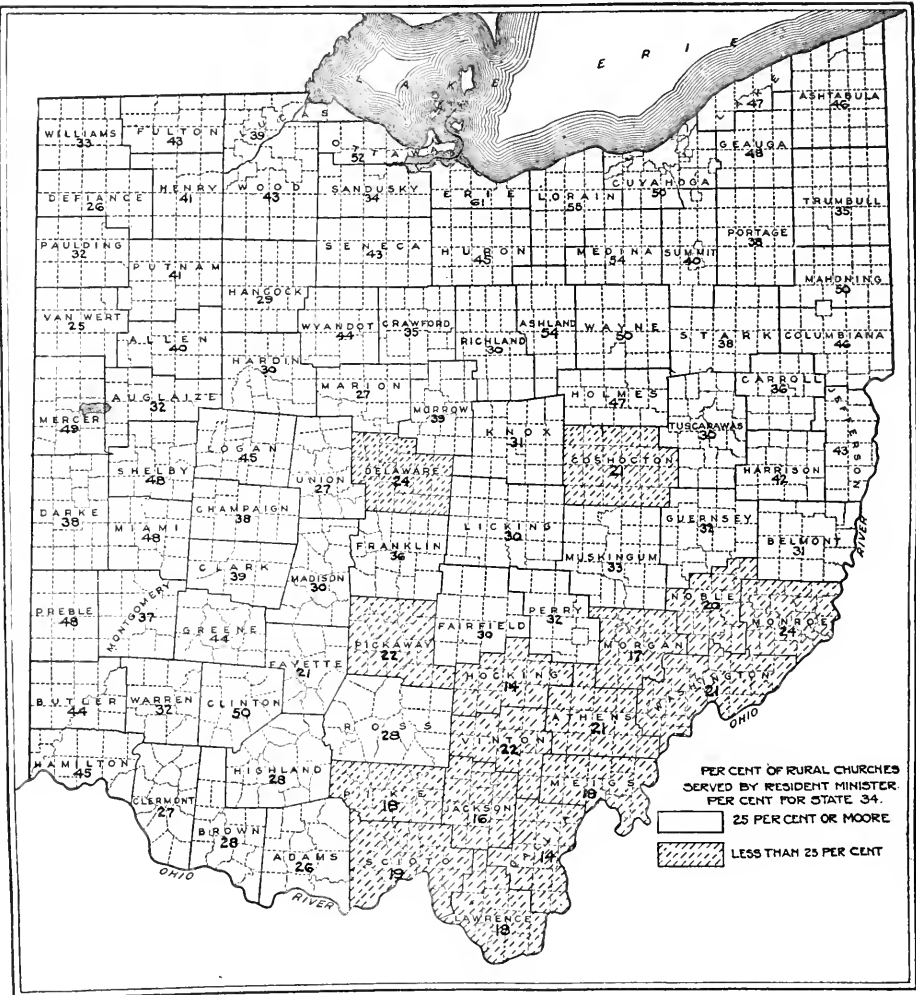 LAKE ERIE
WILLIAMS
33
FULTON
43
LUCAS
39
OTTAWA
52
LAKE
47
ASHTABULA
46
GEAUGA
48
CUYAHOGA
50
DEFIANCE
26
HENRY
41
WOOD
43
SANDUSKY
34
ERIE
61
LORAIN
55
TRUMBULL
35
PAULDING
32
PUTNAM
41
SENECA
43
HURON
45
MEDINA
54
SUMMIT
40
PORTAGE
38
MAHONING
50
HANCOCK
29
VAN WERT
25
ALLEN
40
WYANDOT
44
CRAWFORD
35
RICHLAND
30
ASHLAND
54
WAYNE
50
STARK
38
COLUMBIANA
46
HARDIN
30
MERCER
49
AUGLAIZE
32
MARION
27
MORROW
39
HOLMES
47
CARROLL
36
TUSCARAWAS
30
JEFFERSON
43
KNOX
31
LOGAN
45
SHELBY
48
UNION
27
DELAWARE
24
COSHOCTON
21
HARRISON
42
DARKE
38
MIAMI
48
CHAMPAIGN
38
LICKING
30
GUERNSEY
32
BELMONT
31
RIVER
CLARK
39
MADISON
30
FRANKLIN
36
MUSKINGUM
33
PREBLE
48
MONTGOMERY
37
GREENE
44
FAIRFIELD
39
PERRY
32
NOBLE
20
MONROE
24
PICKAWAY
22
MORGAN
17
FAYETTE
21
HOCKING
14
WASHINGTON
21
OHIO
BUTLER
44
WARREN
32
CLINTON
50
ROSS
28
VINTON
22
ATHENS
21
HAMILTON
45
HIGHLAND
28
CLERMONT
27
PIKE
18
JACKSON
16
MEIGS
18
BROWN
28
ADAMS
26
SCIOTO
19
14
OHIO
RIVER
LAWRENCE
18
PER CENT OF RURAL CHURCHES
SERVED BY RESIDENT MINISTER.
PER CENT FOR STATE 34.
25 PER CENT OR MOORE
LESS THAN 25 PER CENT